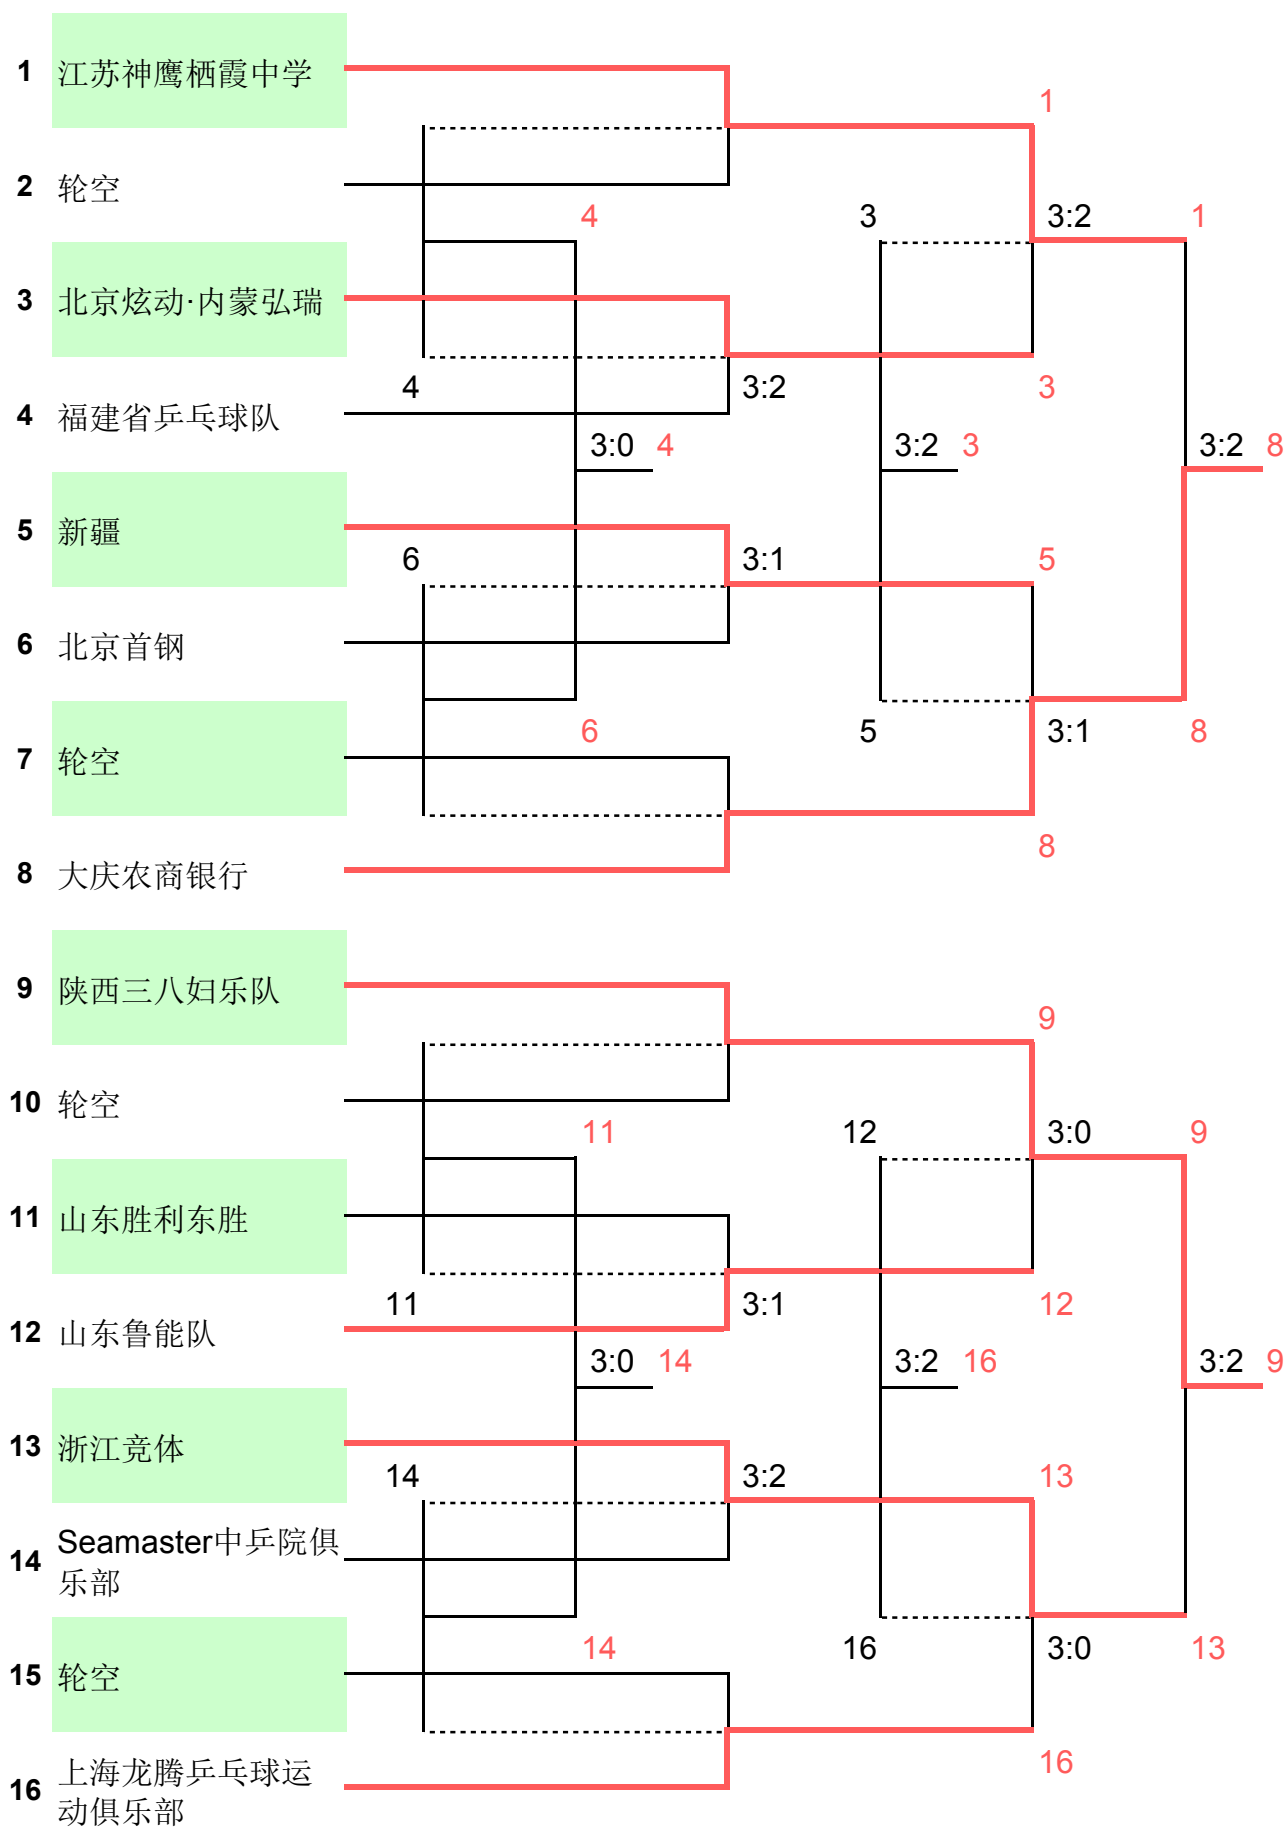 1 江苏神鹰栖霞中学
1
2 轮空
4 3 3:2 1
3 北京炫动·内蒙弘瑞
4 3:2 3
4 福建省乒乓球队
3:0 4 3:2 3 3:2 8
5 新疆
6 3:1 5
6 北京首钢
6 5 3:1 8
7 轮空
8
8 大庆农商银行
9 陕西三八妇乐队
9
10 轮空
11 12 3:0 9
11 山东胜利东胜
11 3:1 12
12 山东鲁能队
3:0 14 3:2 16 3:2 9
13 浙江竞体
14 3:2 13
14 Seamaster中乒院俱
乐部
14 16 3:0 13
15 轮空
16
16 上海龙腾乒乓球运
动俱乐部